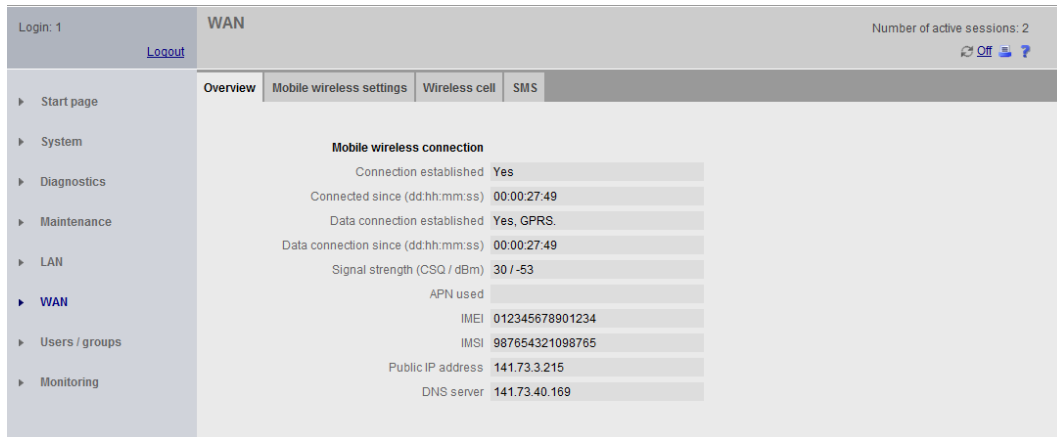 Login: 1
Logout
WAN
Number of active sessions: 2
Off ?
Start page
System
Diagnostics
Maintenance
LAN
WAN
Users / groups
Monitoring
Overview Mobile wireless settings Wireless cell SMS
Mobile wireless connection
Connection established Yes
Connected since (dd:hh:mm:ss) 00:00:27:49
Data connection established Yes, GPRS.
Data connection since (dd:hh:mm:ss) 00:00:27:49
Signal strength (CSQ / dBm) 30 / -53
APN used
IMEI 012345678901234
IMSI 987654321098765
Public IP address 141.73.3.215
DNS server 141.73.40.169